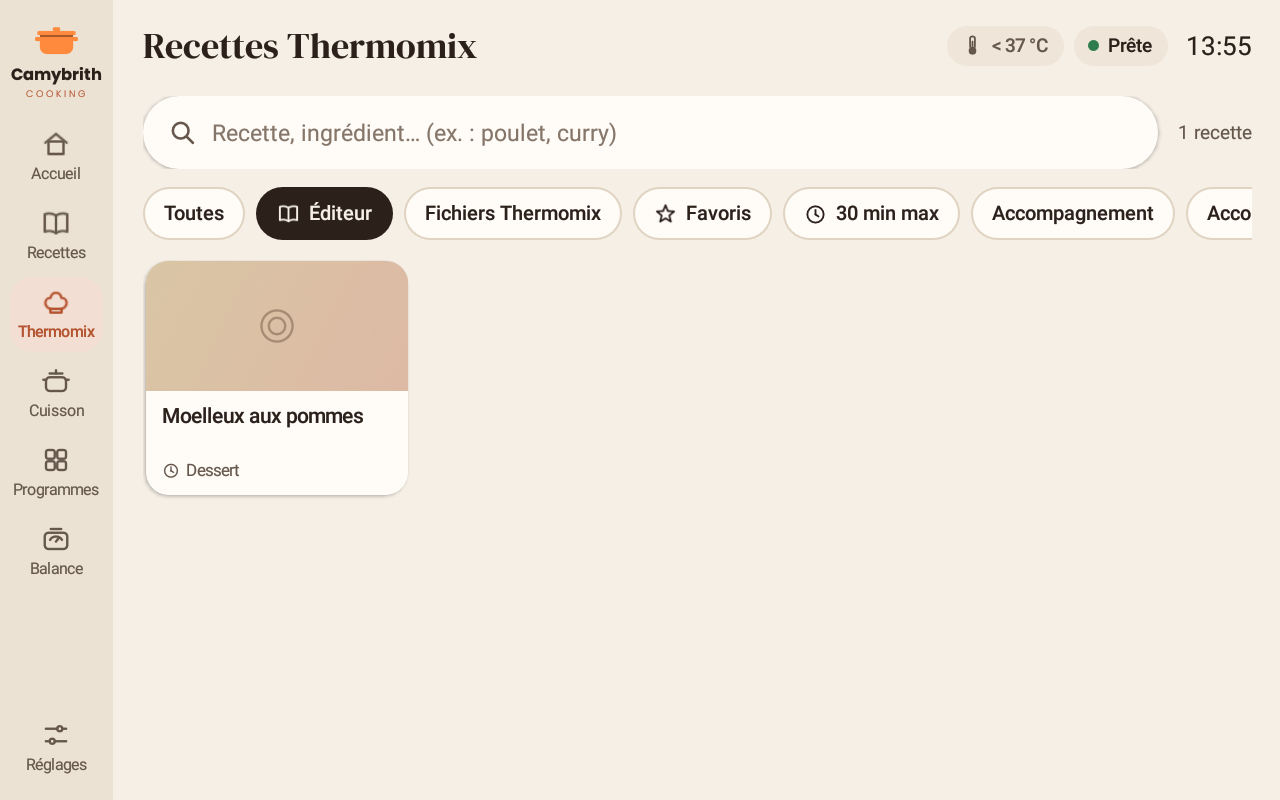 Camybrith
COOKING
Accueil
Recettes
Thermomix
Cuisson
Programmes
Balance
Réglages
Recettes Thermomix
< 37 °C
Prête
13:55
Recette, ingrédient… (ex. : poulet, curry)
1 recette
Toutes
Éditeur
Fichiers Thermomix
Favoris
30 min max
Accompagnement
Acco
Moelleux aux pommes
Dessert